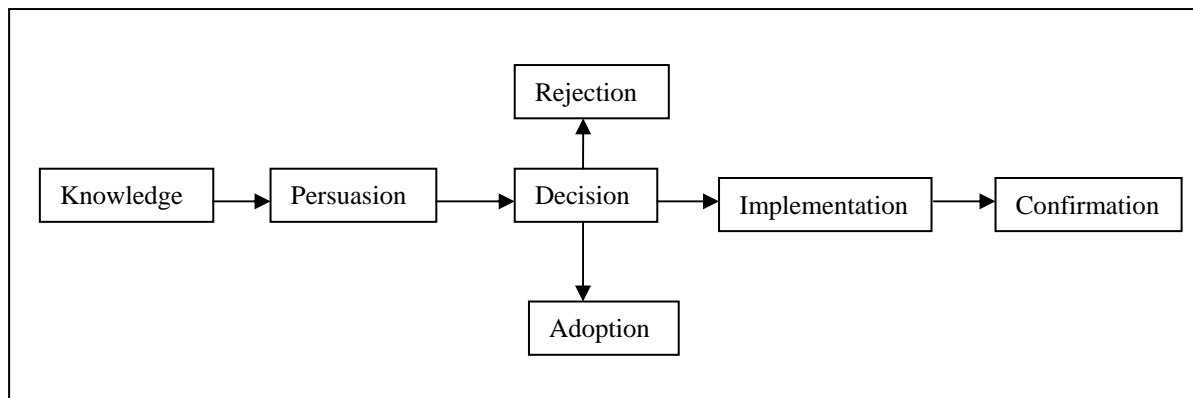 Rejection
Knowledge
Persuasion
Decision
Implementation
Confirmation
Adoption